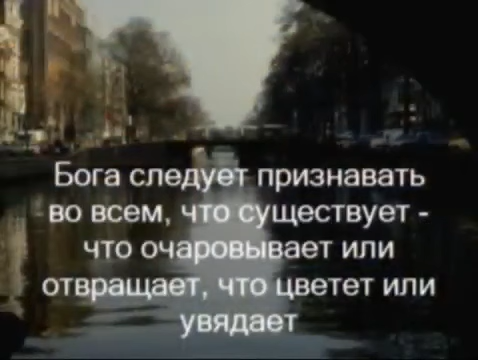 Бога следует признавать
во всем, что существует -
что очаровывает или
отвращает, что цветет или
увядает